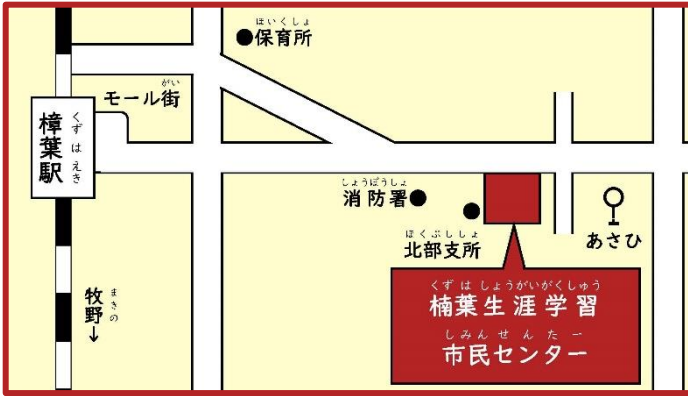 ほいくしょ
保育所
がい
モール街
くずはえき
樟葉駅
しょうぼうしょ
消防署
ほくぶししょ
北部支所
あさひ
まきの
牧野
↓
くずはしょうがいがくしゅう
楠葉生涯学習
しみんせんたー
市民センター